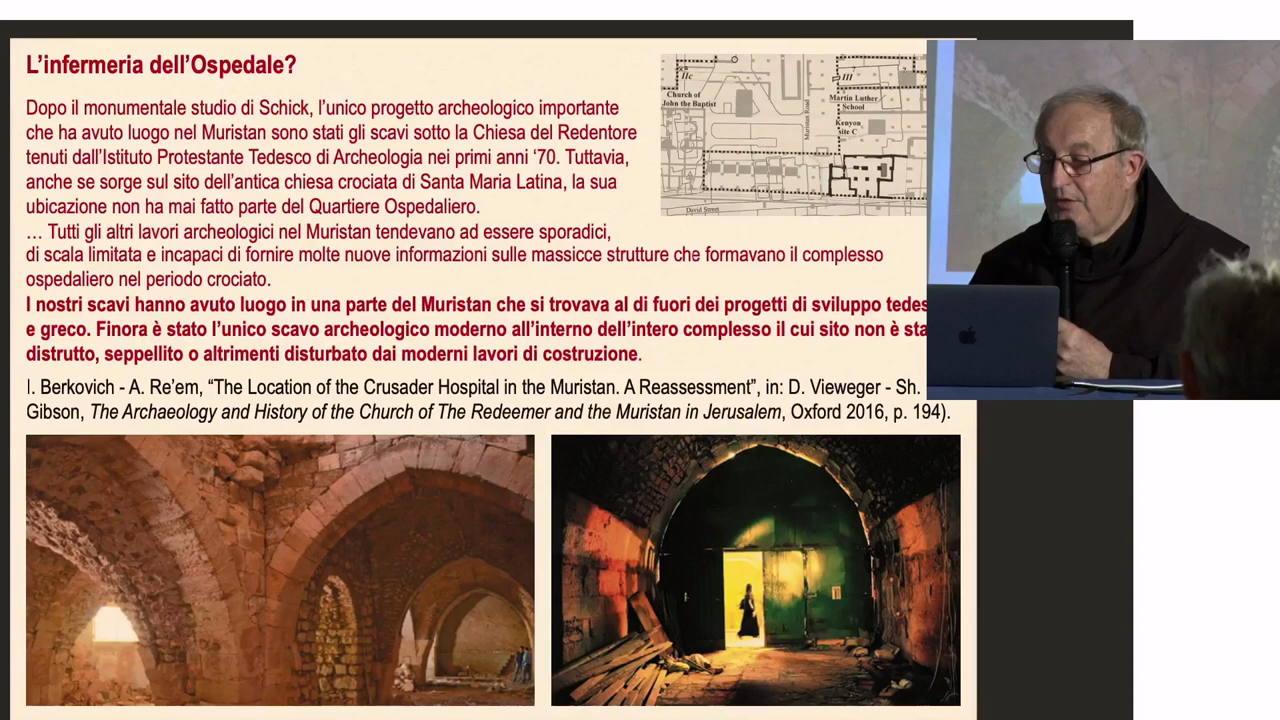 L'infermeria dell'Ospedale?
Dopo il monumentale studio di Schick, l'unico progetto archeologico importante
che ha avuto luogo nel Muristan sono stati gli scavi sotto la Chiesa del Redentore
tenuti dall'Istituto Protestante Tedesco di Archeologia nei primi anni '70. Tuttavia,
anche se sorge sul sito dell'antica chiesa crociata di Santa Maria Latina, la sua
ubicazione non ha mai fatto parte del Quartiere Ospedaliero.
… Tutti gli altri lavori archeologici nel Muristan tendevano ad essere sporadici,
di scala limitata e incapaci di fornire molte nuove informazioni sulle massicce strutture che formavano il complesso
ospedaliero nel periodo crociato.
I nostri scavi hanno avuto luogo in una parte del Muristan che si trovava al di fuori dei progetti di sviluppo tedes
e greco. Finora è stato l'unico scavo archeologico moderno all'interno dell'intero complesso il cui sito non è sta
distrutto, seppellito o altrimenti disturbato dai moderni lavori di costruzione.
I. Berkovich - A. Re'em, "The Location of the Crusader Hospital in the Muristan. A Reassessment", in: D. Vieweger - Sh.
Gibson, The Archaeology and History of the Church of The Redeemer and the Muristan in Jerusalem, Oxford 2016, p. 194).
IIc
Church of
John the Baptist
Muristan Road
III
Martin Luther
School
Kenyon
site C
David Street